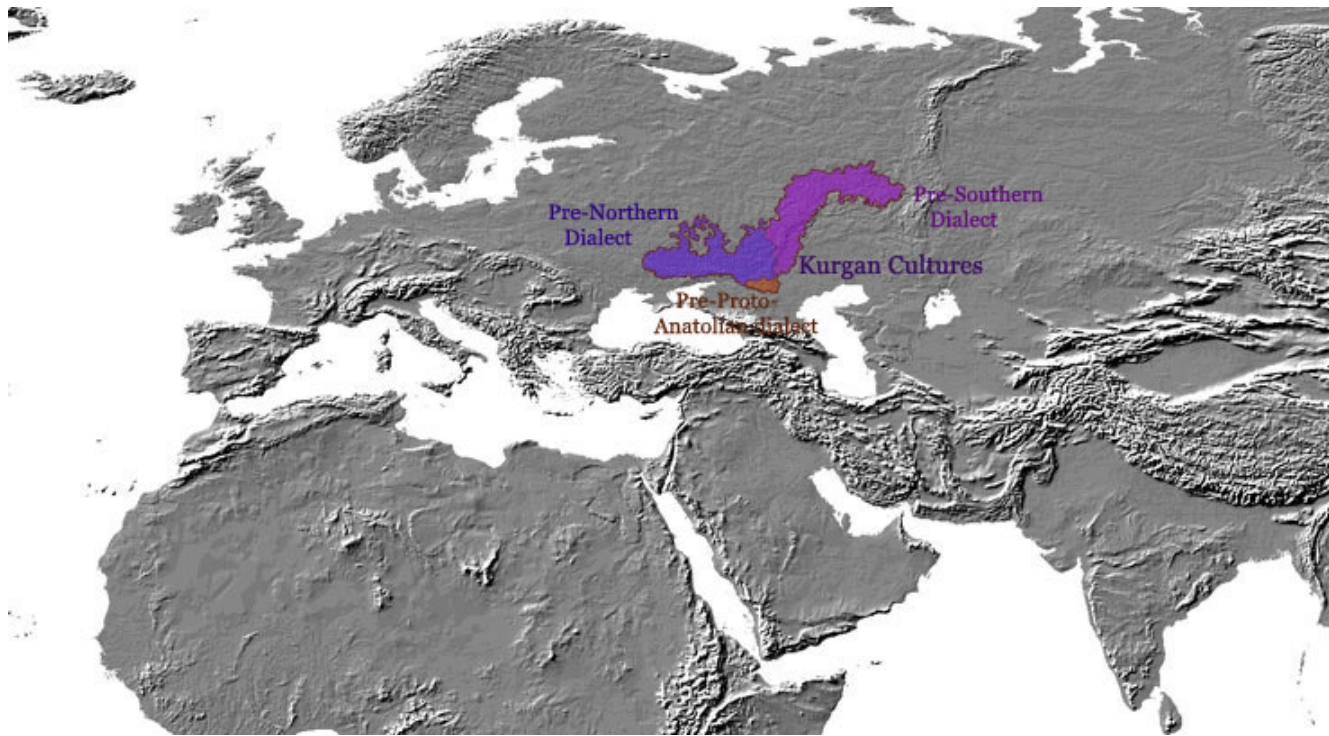 Pre-Northern
Dialect
Pre-Southern
Dialect
Kurgan Cultures
Pre-Proto-
Anatolian dialect